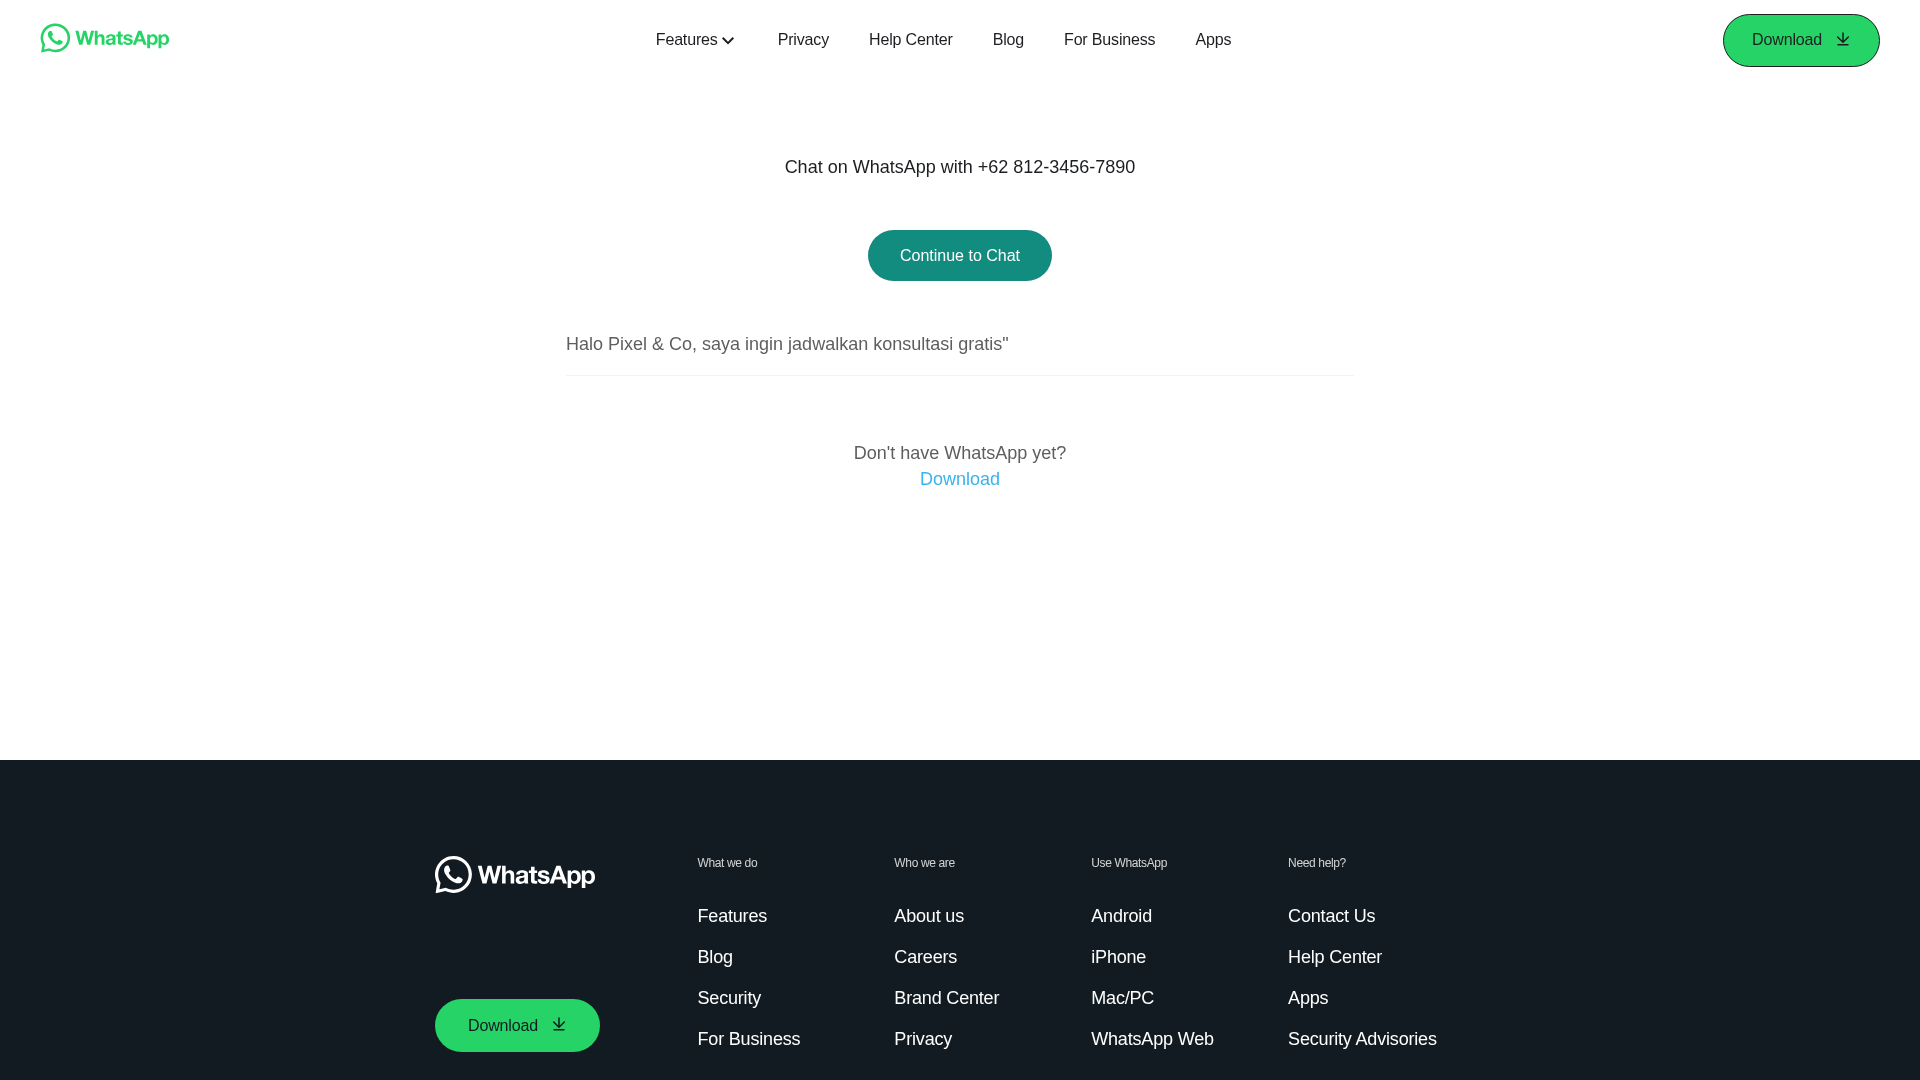 WhatsApp
Features
Privacy
Help Center
Blog
For Business
Apps
Download
Chat on WhatsApp with +62 812-3456-7890
Continue to Chat
Halo Pixel & Co, saya ingin jadwalkan konsultasi gratis"
Don't have WhatsApp yet?
Download
WhatsApp
Download
What we do
Features
Blog
Security
For Business
Who we are
About us
Careers
Brand Center
Privacy
Use WhatsApp
Android
iPhone
Mac/PC
WhatsApp Web
Need help?
Contact Us
Help Center
Apps
Security Advisories